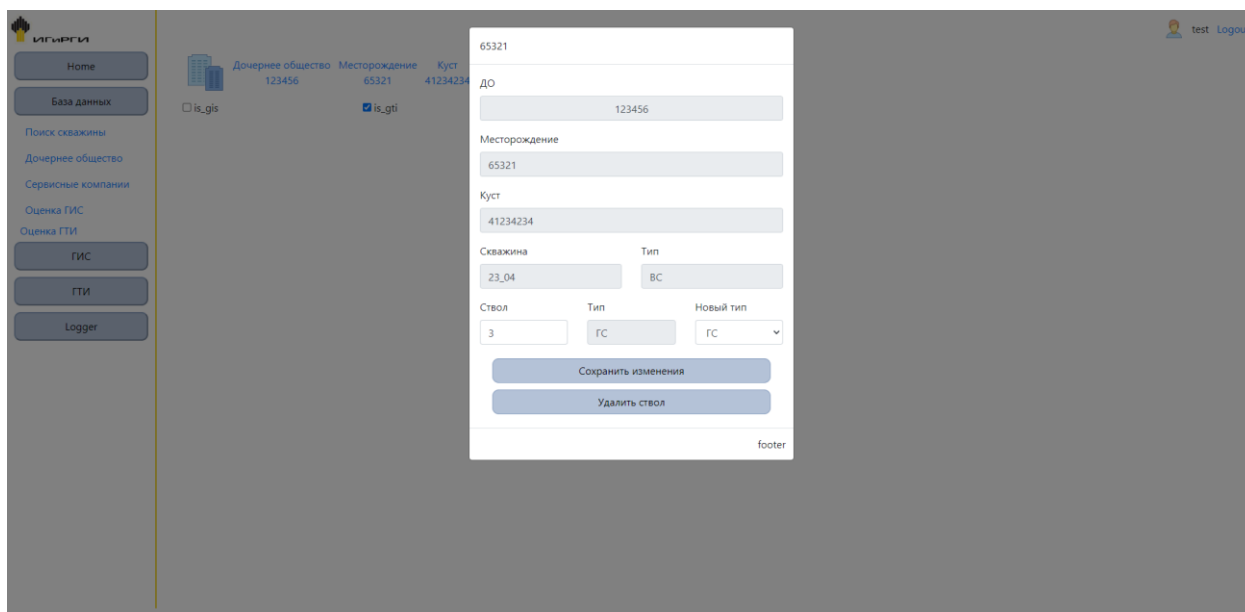 ИГИРГИ
test Logou
Home
База данных
Поиск скважины
Дочернее общество
Сервисные компании
Оценка ГИС
Оценка ГТИ
ГИС
ГТИ
Logger
Дочернее общество Месторождение Куст
123456 65321 41234234
is_gis is_gti
65321
ДО
123456
Месторождение
65321
Куст
41234234
Скважина Тип
23_04 ВС
Ствол Тип Новый тип
3 ГС ГС
Сохранить изменения
Удалить ствол
footer